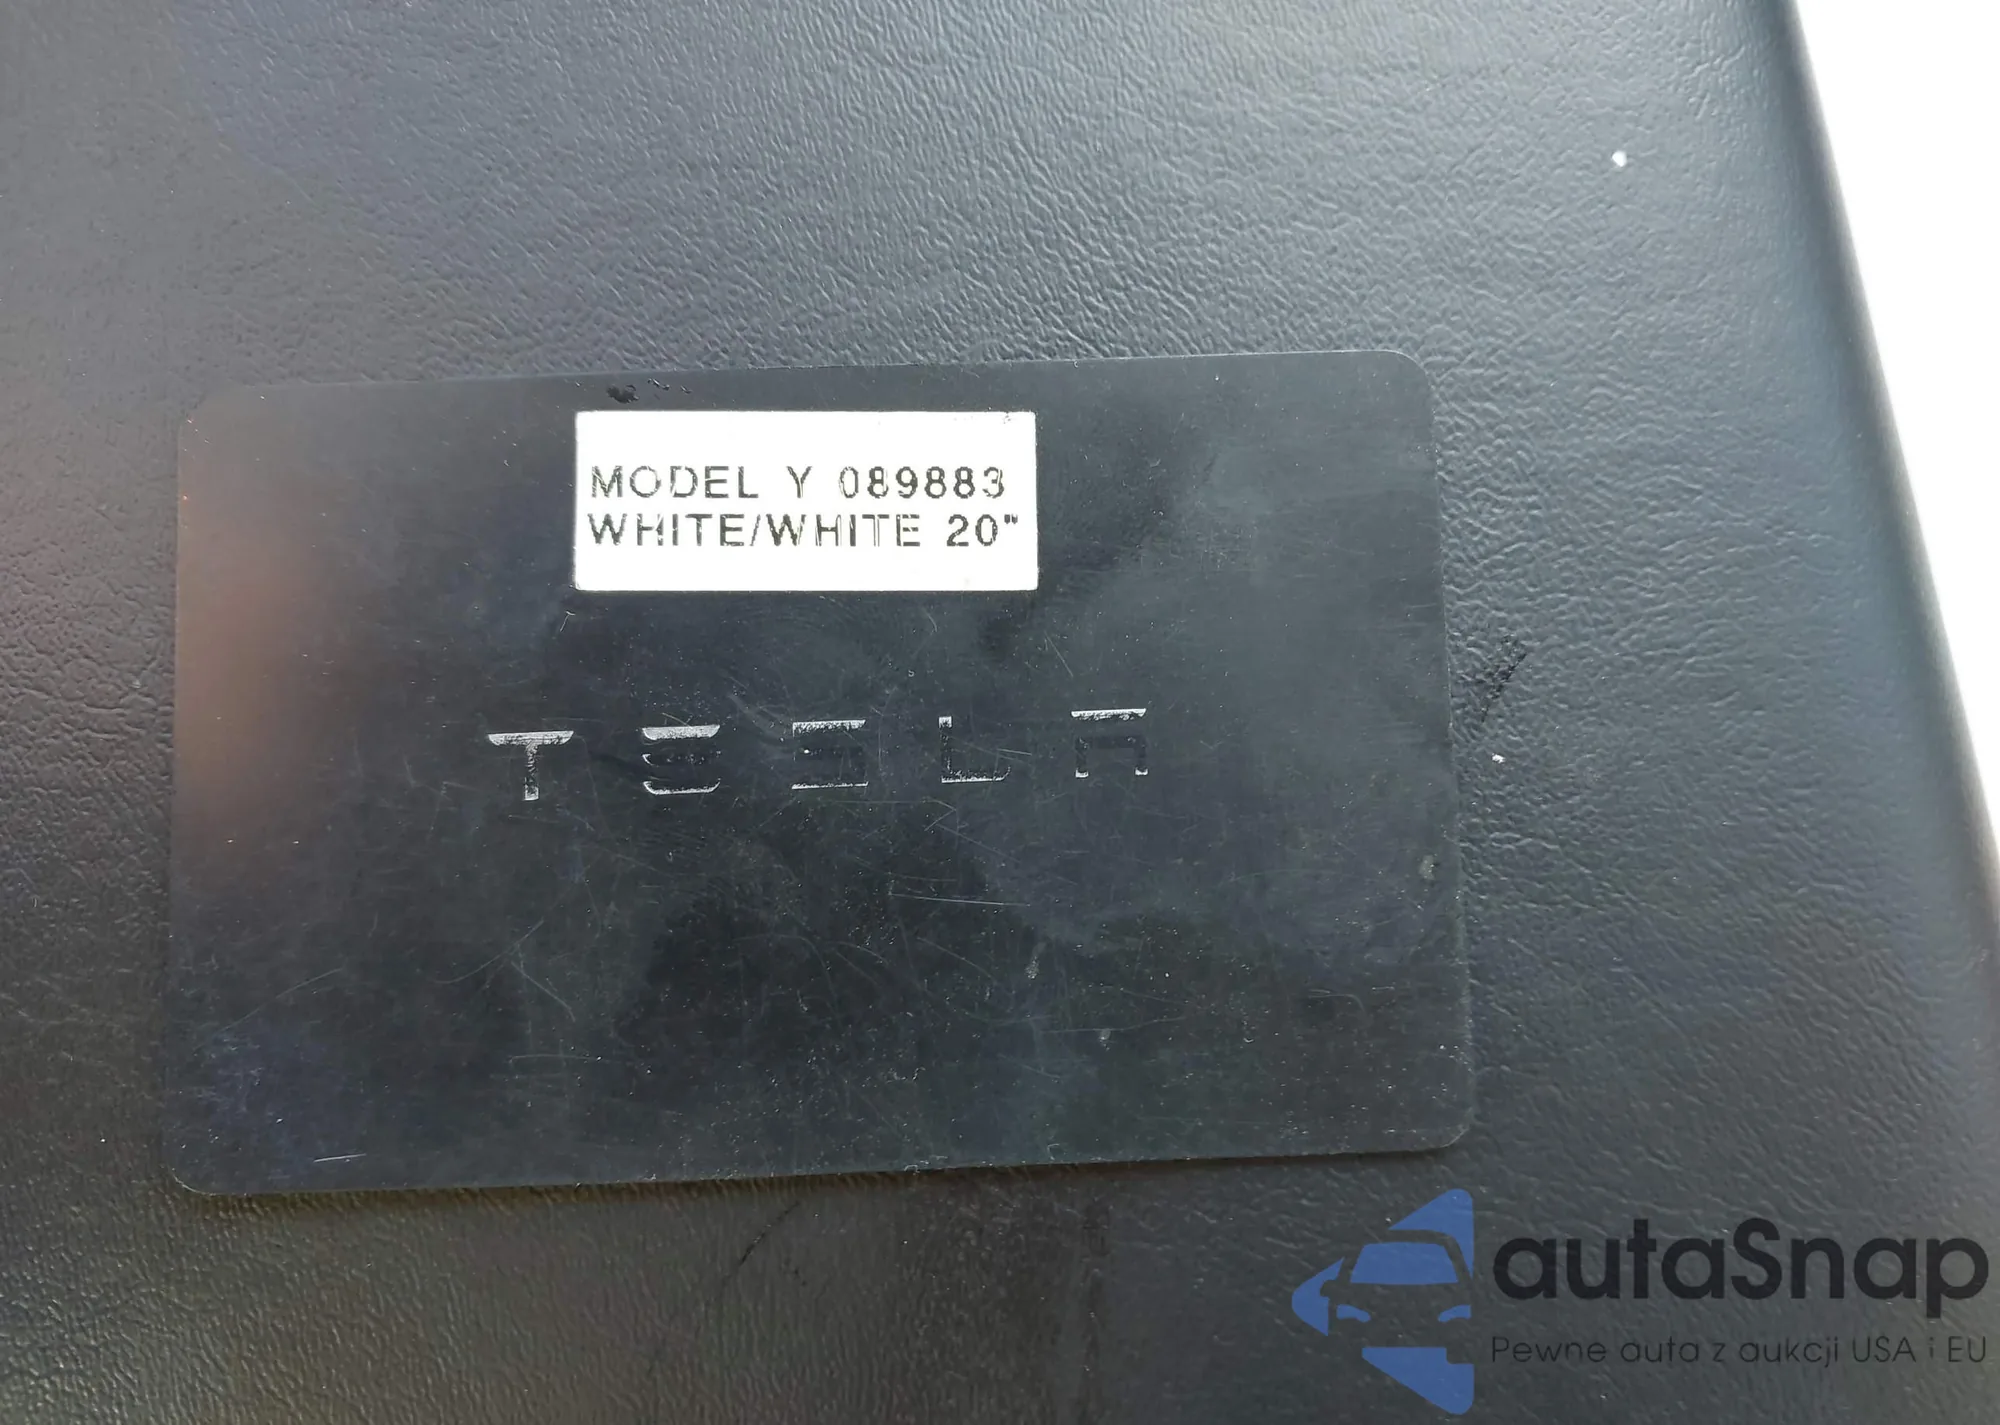 MODEL Y 089883
WHITE/WHITE 20"
TESLA
autaSnap
Pewne auta z aukcji USA i EU